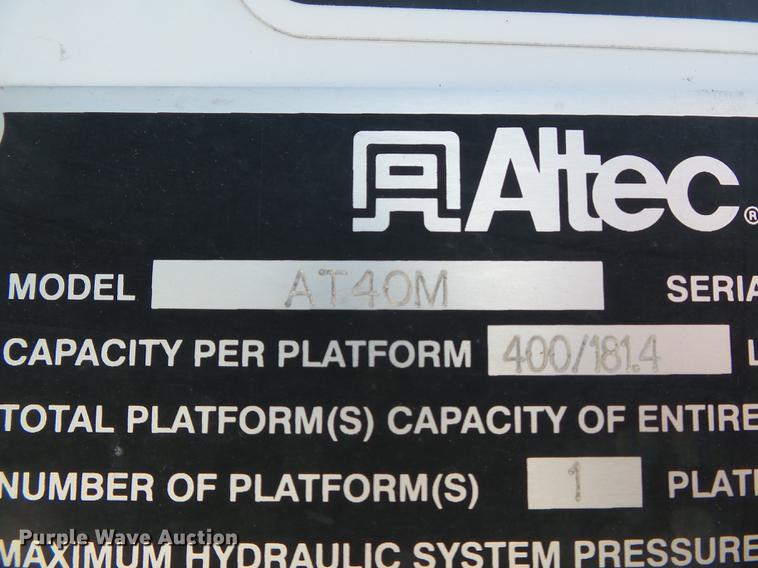 Altec®
MODEL AT40M SERIA
CAPACITY PER PLATFORM 400/181.4 L
TOTAL PLATFORM(S) CAPACITY OF ENTIRE
NUMBER OF PLATFORM(S) 1 PLAT
Purple Wave Auction
MAXIMUM HYDRAULIC SYSTEM PRESSURE